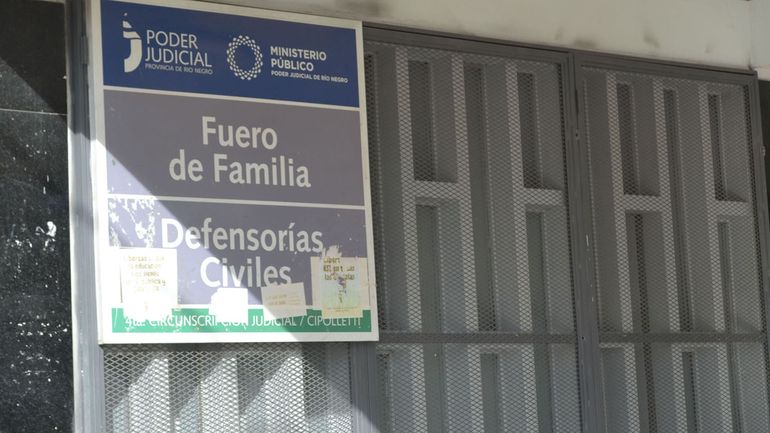 PODER
JUDICIAL
PROVINCIA DE RÍO NEGRO
MINISTERIO
PÚBLICO
PODER JUDICIAL DE RÍO NEGRO
Fuero
de Familia
Defensorías
Civiles
4ta. CIRCUNSCRIPCIÓN JUDICIAL / CIPOLLETTI